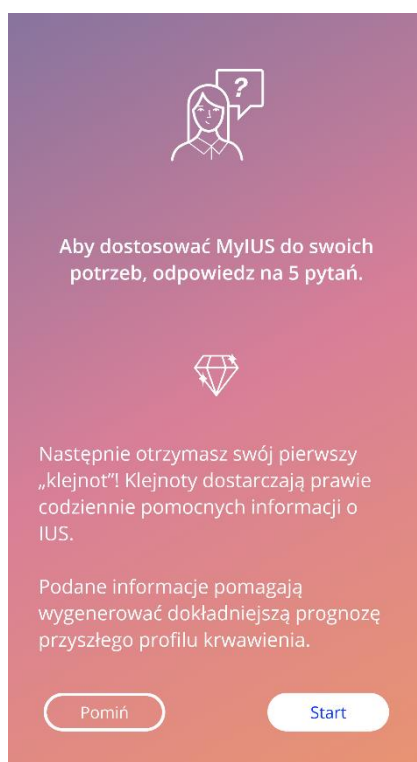 ?
Aby dostosować MyIUS do swoich
potrzeb, odpowiedz na 5 pytań.
Następnie otrzymasz swój pierwszy
„klejnot”! Klejnoty dostarczają prawie
codziennie pomocnych informacji o
IUS.
Podane informacje pomagają
wygenerować dokładniejszą prognozę
przyszłego profilu krwawienia.
Pomiń
Start